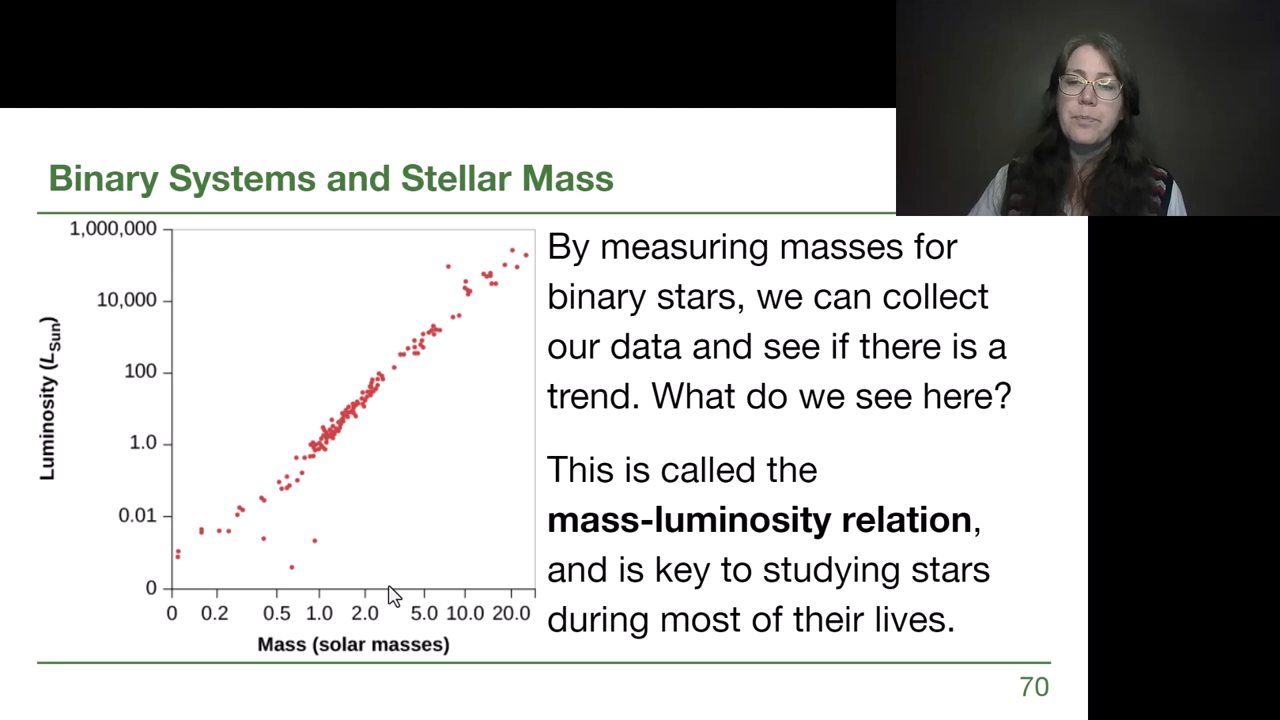 Binary Systems and Stellar Mass
1,000,000
10,000
100
1.0
0.01
0
Luminosity (LSun)
0 0.2 0.5 1.0 2.0 5.0 10.0 20.0
Mass (solar masses)
By measuring masses for
binary stars, we can collect
our data and see if there is a
trend. What do we see here?
This is called the
mass-luminosity relation,
and is key to studying stars
during most of their lives.
70